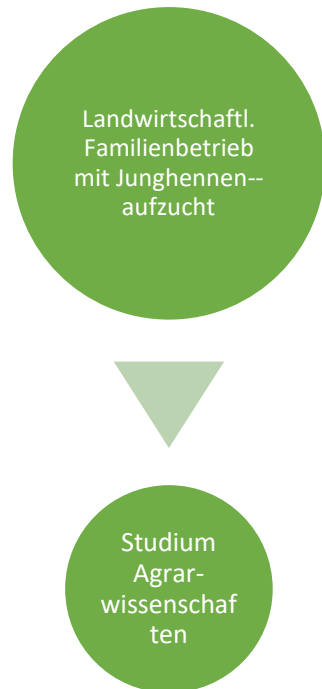 Landwirtschaftl.
Familienbetrieb
mit Junghennen--
aufzucht
Studium
Agrar-
wissenschaf
ten